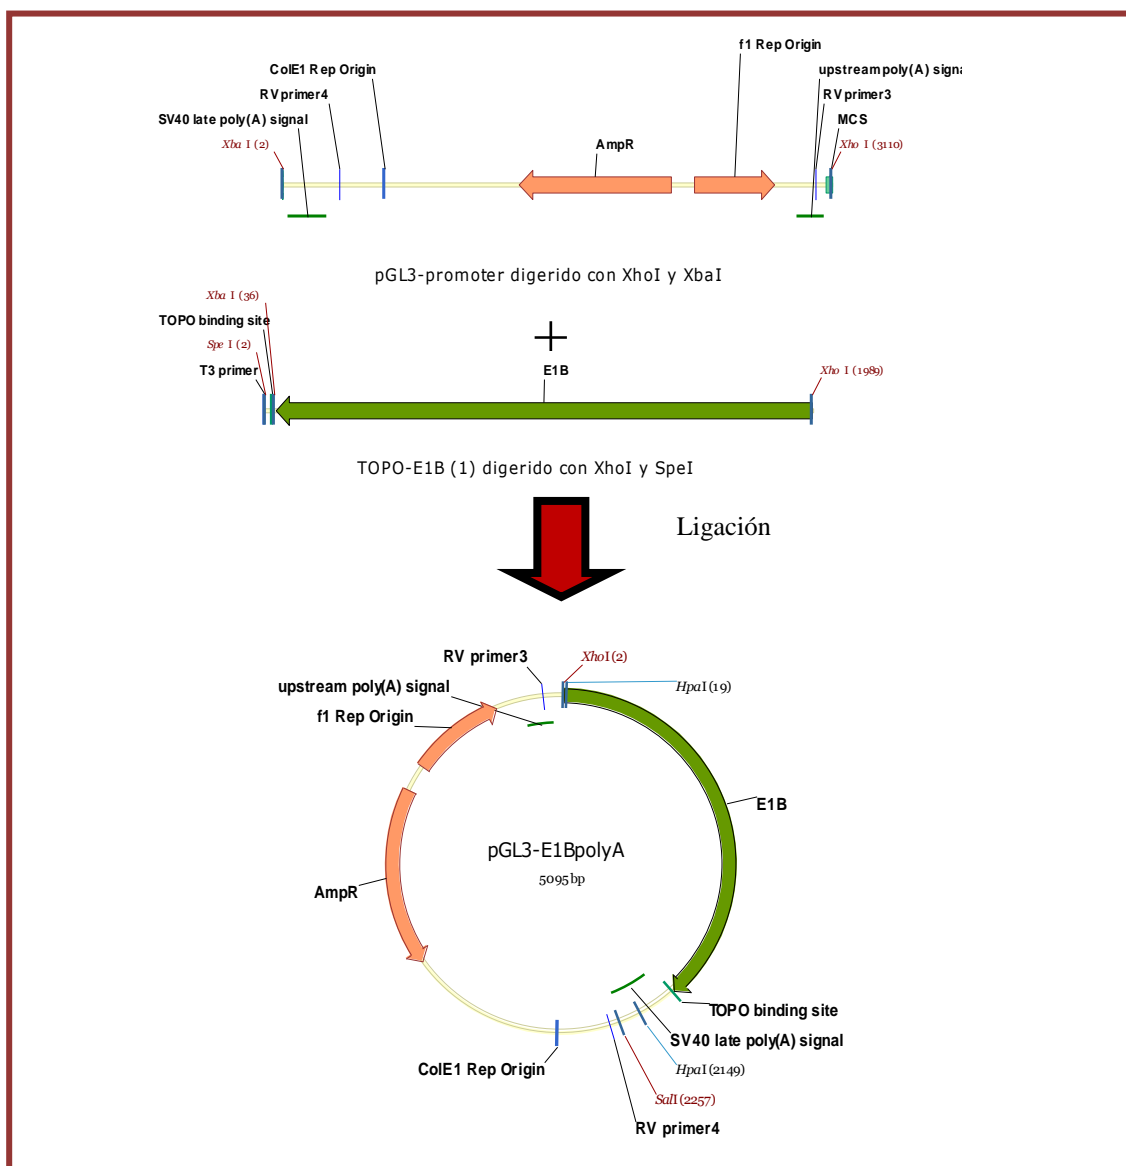 f1 Rep Origin
ColE1 Rep Origin
upstream poly(A) signa
RV primer4
RV primer3
SV40 late poly(A) signal
MCS
Xba I (2)
AmpR
Xho I (3110)
pGL3-promoter digerido con XhoI y XbaI
Xba I (36)
TOPO binding site
+
Spe I (2)
T3 primer
E1B
Xho I (1989)
TOPO-E1B (1) digerido con XhoI y SpeI
Ligación
RV primer3
XhoI(2)
upstream poly(A) signal
HpaI(19)
f1 Rep Origin
E1B
pGL3-E1BpolyA
5095 bp
AmpR
TOPO binding site
SV40 late poly(A) signal
ColE1 Rep Origin
HpaI(2149)
SalI(2257)
RV primer4